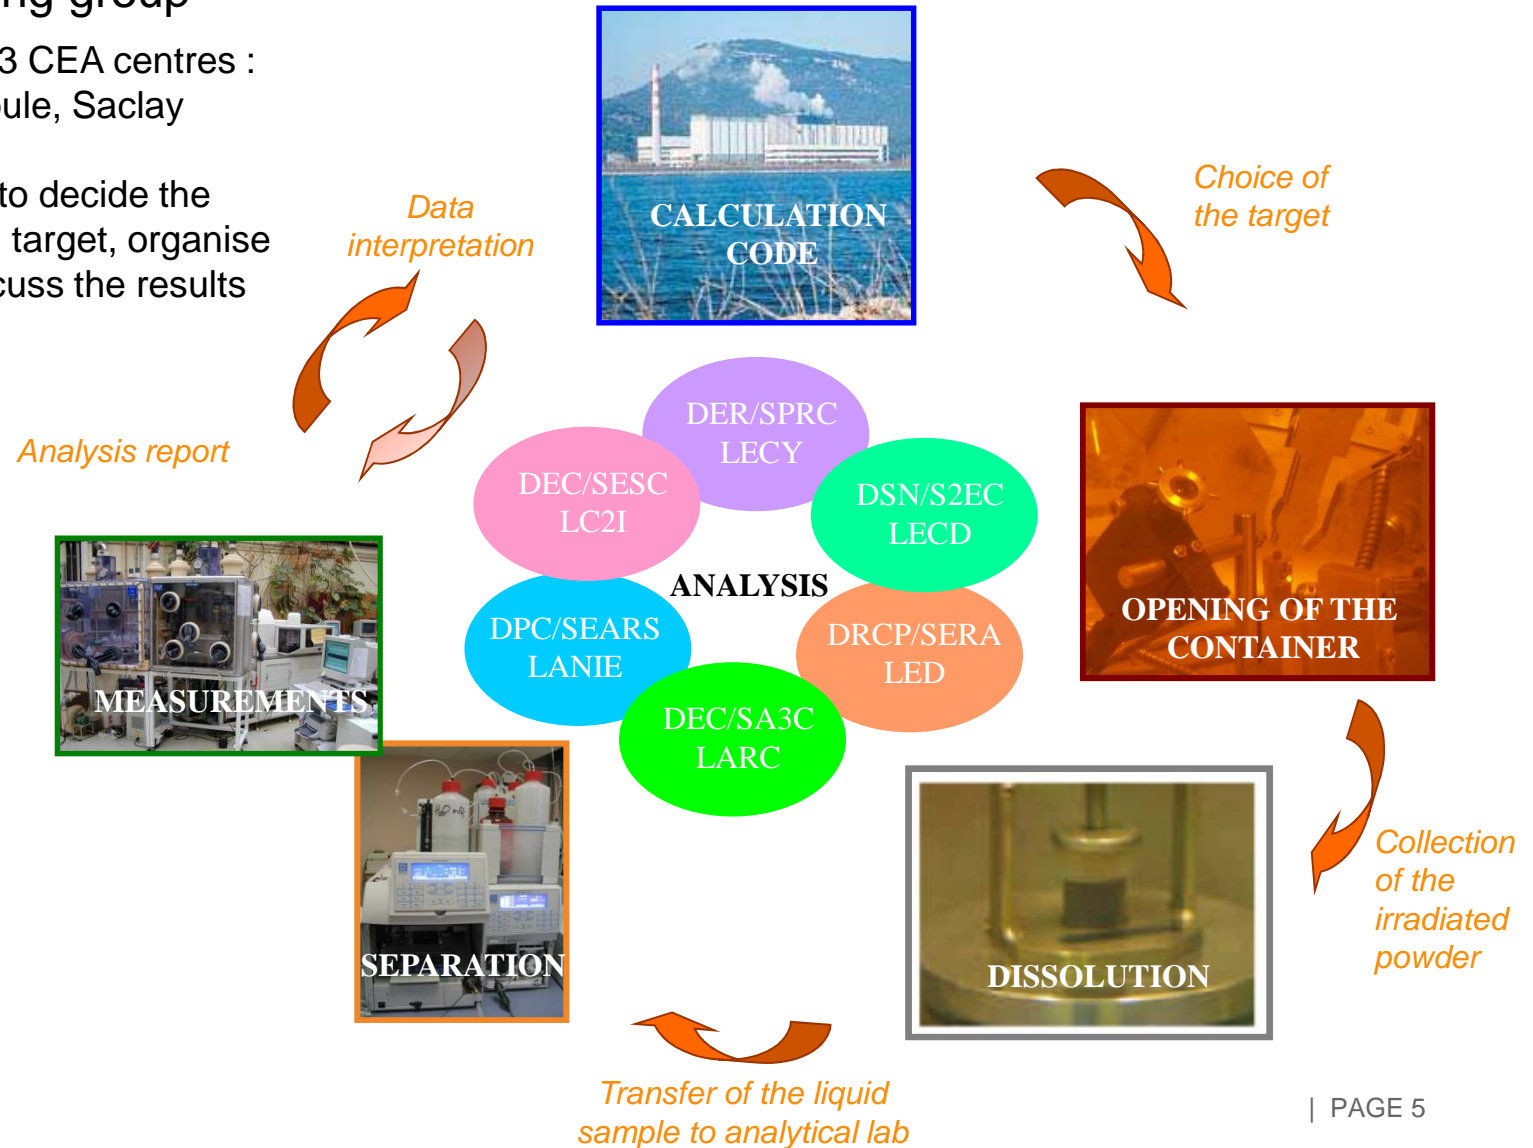 group
3 CEA centres :
Saclay
to decide the
target, organise
the results
Data
interpretation
Analysis report
CALCULATION
CODE
Choice of
the target
DER/SPRC
LECY
DEC/SESC
LC2I
DSN/S2EC
LECD
ANALYSIS
DPC/SEARS
LANIE
DRCP/SERA
LED
DEC/SA3C
LARC
OPENING OF THE
CONTAINER
MEASUREMENTS
H2O mQ
SEPARATION
DISSOLUTION
Collection
of the
irradiated
powder
Transfer of the liquid
sample to analytical lab
| PAGE 5